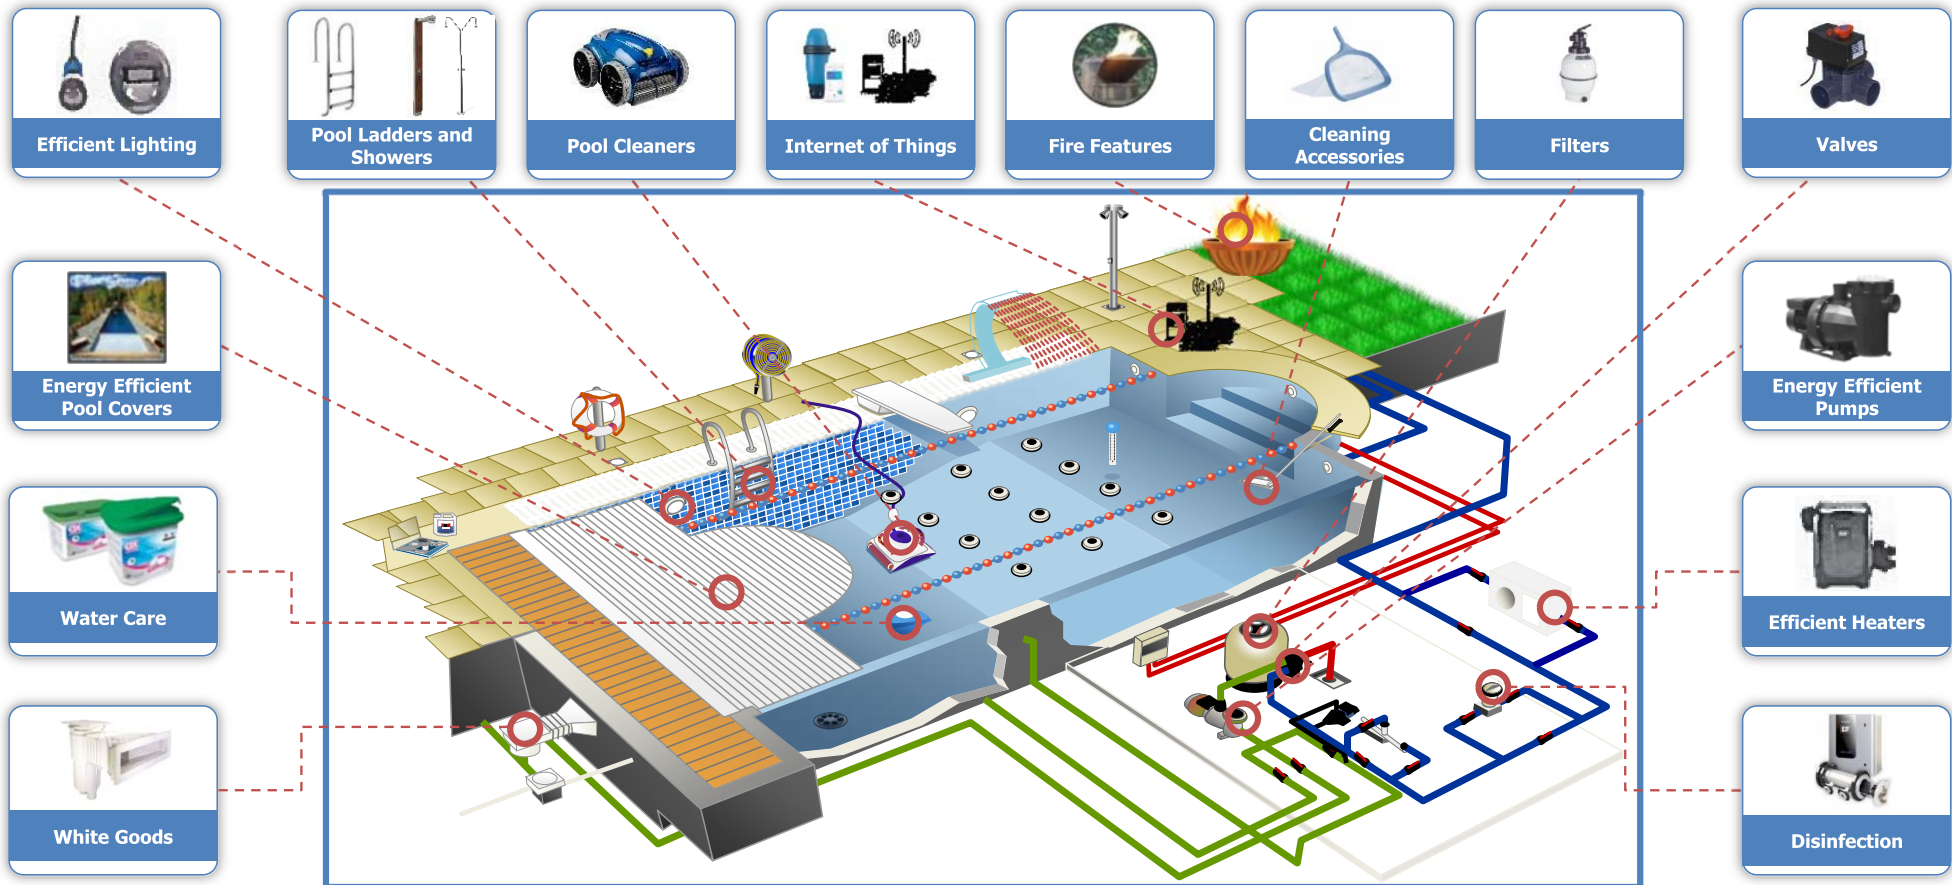 Efficient Lighting
Pool Ladders and
Showers
Pool Cleaners
Internet of Things
Fire Features
Cleaning
Accessories
Filters
Valves
Energy Efficient
Pool Covers
Energy Efficient
Pumps
Water Care
Efficient Heaters
White Goods
Disinfection